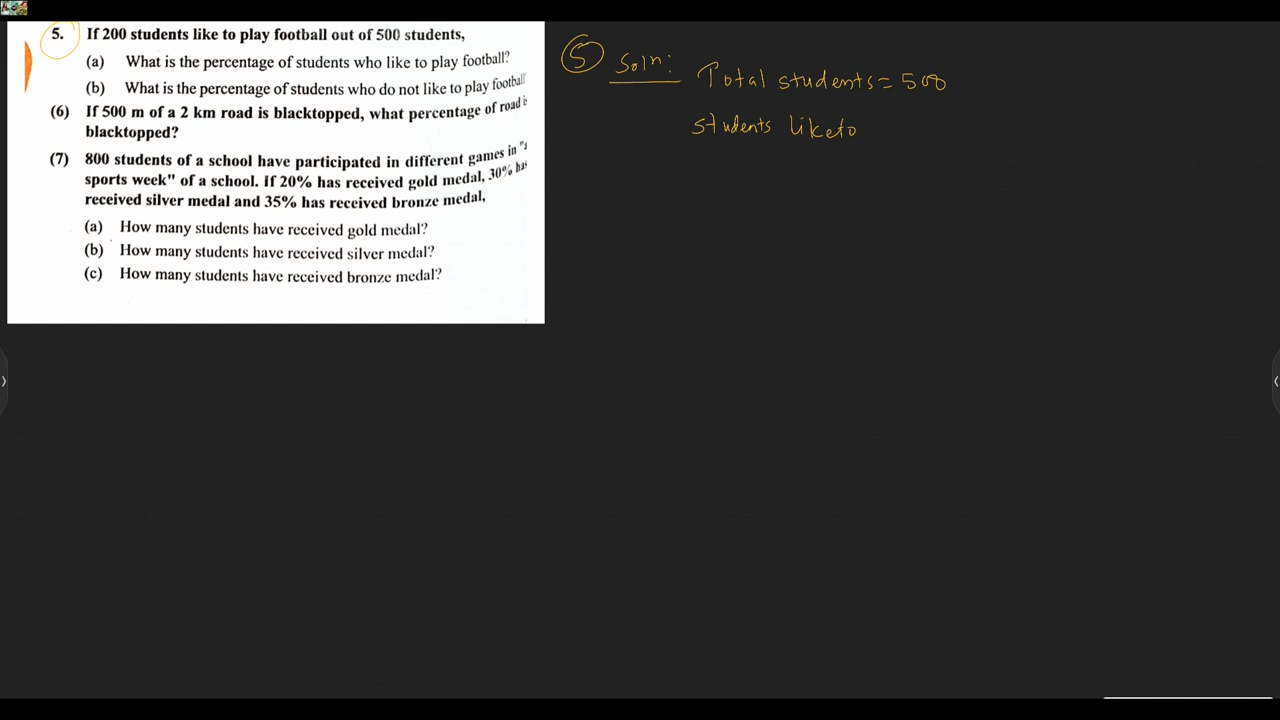 5. If 200 students like to play football out of 500 students,
(a) What is the percentage of students who like to play football?
(b) What is the percentage of students who do not like to play football
(6) If 500 m of a 2 km road is blacktopped, what percentage of road is
blacktopped?
(7) 800 students of a school have participated in different games in "a
sports week" of a school. If 20% has received gold medal, 30% has
received silver medal and 35% has received bronze medal,
(a) How many students have received gold medal?
(b) How many students have received silver medal?
(c) How many students have received bronze medal?
5 Soln: Total students = 500
students like to